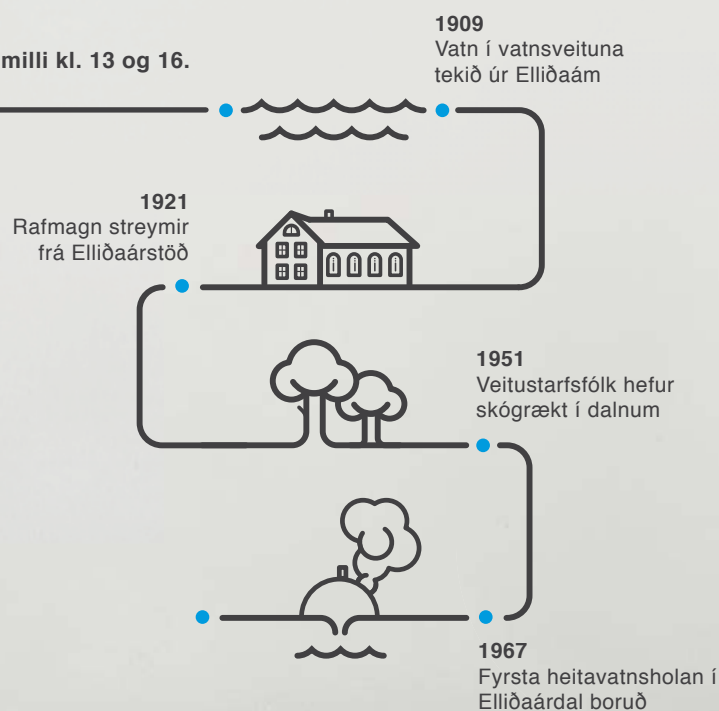 milli kl. 13 og 16.
1909
Vatn í vatnsveituna
tekið úr Elliðaám
1921
Rafmagn streymir
frá Elliðaárstöð
1951
Veitustarfsfólk hefur
skógrækt í dalnum
1967
Fyrsta heitavatnsholan í
Elliðaárdal boruð